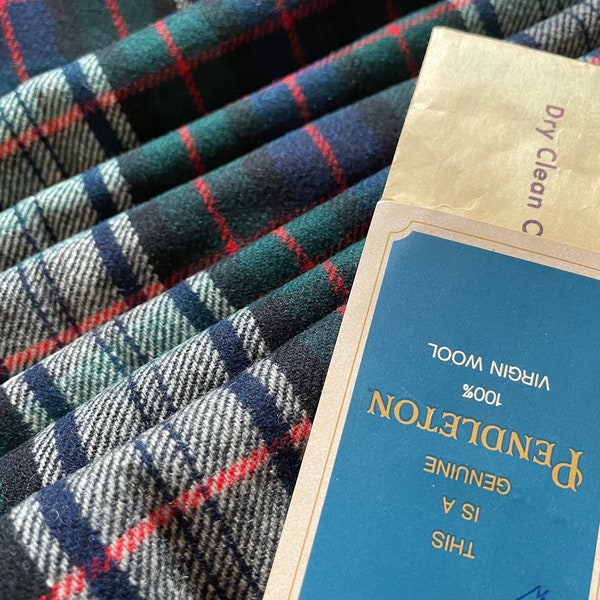 THIS
IS A
GENUINE
PENDLETON
100%
VIRGIN WOOL
Dry Clean